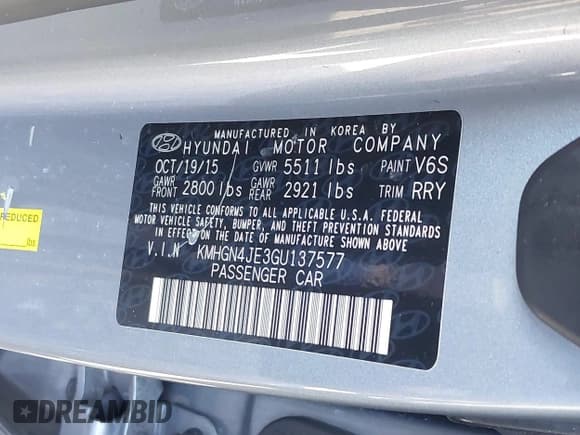 MANUFACTURED IN KOREA BY
HYUNDAI MOTOR COMPANY
OCT/19/15 GVWR 5511 lbs PAINT V6S
GAWR FRONT 2800 lbs GAWR REAR 2921 lbs TRIM RRY
THIS VEHICLE CONFORMS TO ALL APPLICABLE U.S.A. FEDERAL
MOTOR VEHICLE SAFETY, BUMPER, AND THEFT PREVENTION STANDARDS
IN EFFECT ON THE DATE OF MANUFACTURE SHOWN ABOVE.
V.I.N KMHGN4JE3GU137577
PASSENGER CAR
REDUCED
lbs
DREAMBID